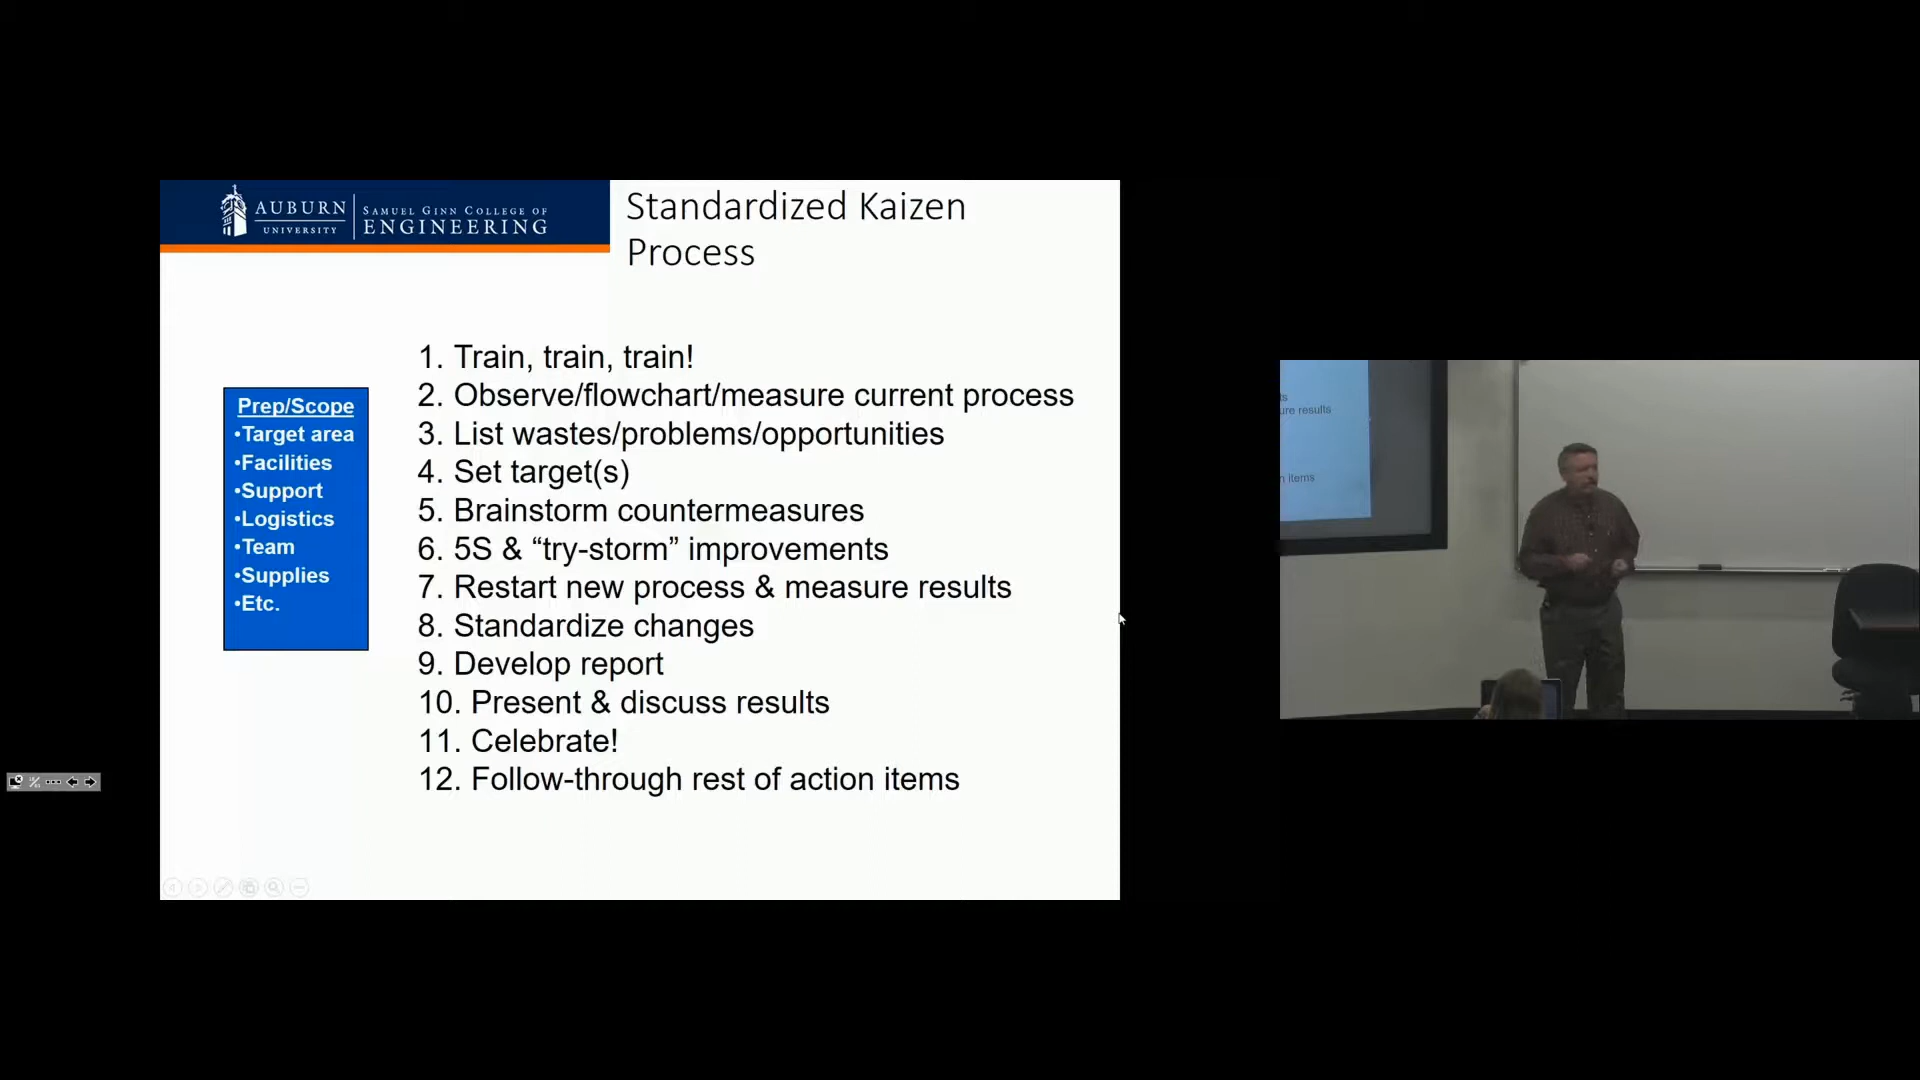 AUBURN
UNIVERSITY
SAMUEL GINN COLLEGE OF
ENGINEERING
Standardized Kaizen
Process
Prep/Scope
•Target area
•Facilities
•Support
•Logistics
•Team
•Supplies
•Etc.
1. Train, train, train!
2. Observe/flowchart/measure current process
3. List wastes/problems/opportunities
4. Set target(s)
5. Brainstorm countermeasures
6. 5S & “try-storm” improvements
7. Restart new process & measure results
8. Standardize changes
9. Develop report
10. Present & discuss results
11. Celebrate!
12. Follow-through rest of action items
ure results
items